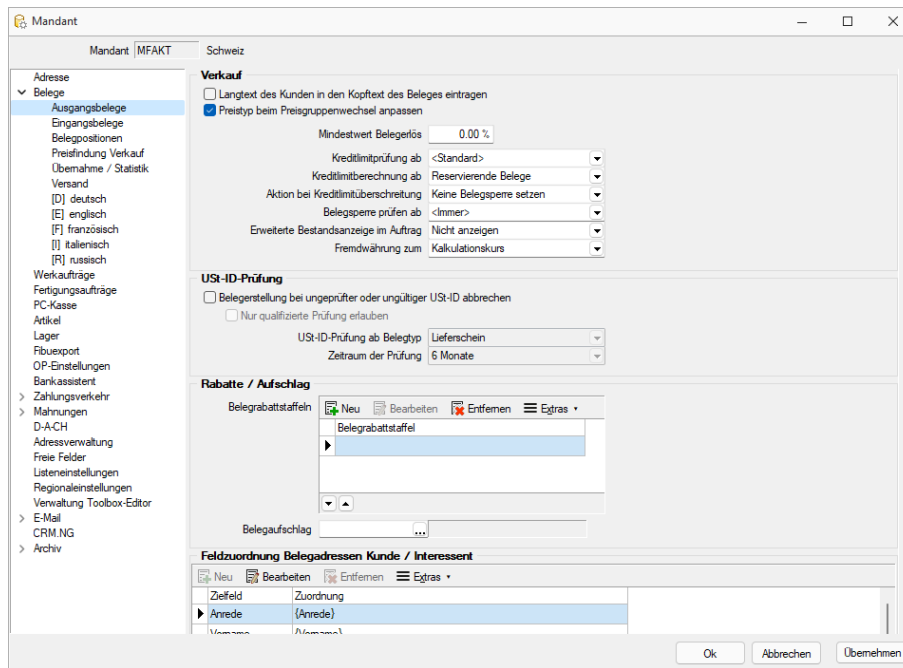 Mandant
Mandant MFAKT Schweiz
Adresse
Belege
Ausgangsbelege
Eingangsbelege
Belegpositionen
Preisfindung Verkauf
Übernahme / Statistik
Versand
[D] deutsch
[E] englisch
[F] französisch
[I] italienisch
[R] russisch
Werkaufträge
Fertigungsaufträge
PC-Kasse
Artikel
Lager
Fibuexport
OP-Einstellungen
Bankassistent
Zahlungsverkehr
Mahnungen
D-A-CH
Adressverwaltung
Freie Felder
Listeneinstellungen
Regionaleinstellungen
Verwaltung Toolbox-Editor
E-Mail
CRM.NG
Archiv
Verkauf
Langtext des Kunden in den Kopftext des Beleges eintragen
Preistyp beim Preisgruppenwechsel anpassen
Mindestwert Belegerlös 0.00 %
Kreditlimitprüfung ab <Standard>
Kreditlimitberechnung ab Reservierende Belege
Aktion bei Kreditlimitüberschreitung Keine Belegsperre setzen
Belegsperre prüfen ab <Immer>
Erweiterte Bestandsanzeige im Auftrag Nicht anzeigen
Fremdwährung zum Kalkulationskurs
USt-ID-Prüfung
Belegerstellung bei ungeprüfter oder ungültiger USt-ID abbrechen
Nur qualifizierte Prüfung erlauben
USt-ID-Prüfung ab Belegtyp Lieferschein
Zeitraum der Prüfung 6 Monate
Rabatte / Aufschlag
Belegrabattstaffeln Neu Bearbeiten Entfernen Extras
Belegrabattstaffel
Belegaufschlag ...
Feldzuordnung Belegadressen Kunde / Interessent
Neu Bearbeiten Entfernen Extras
Zielfeld Zuordnung
Anrede {Anrede}
Vorname {Vorname}
Ok Abbrechen Übernehmen